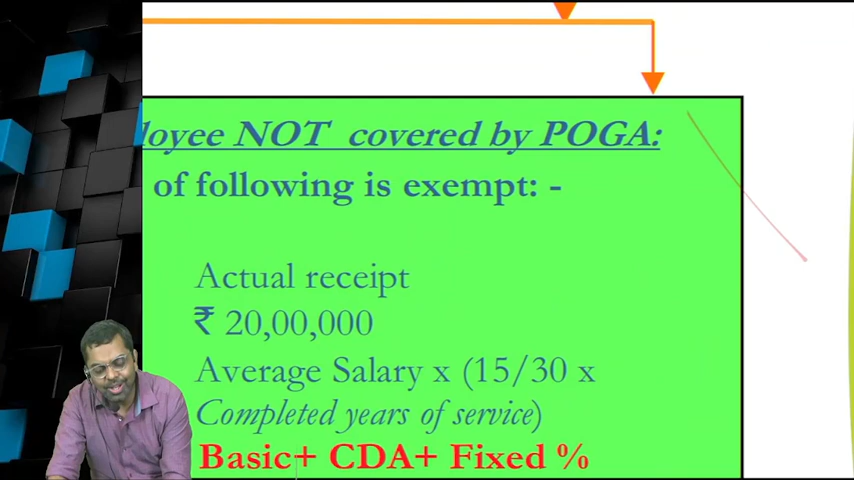 NOT covered by POGA:
of following is exempt: -
Actual receipt
₹ 20,00,000
Average Salary x (15/30 x
Completed years of service)
Basic+ CDA+ Fixed %